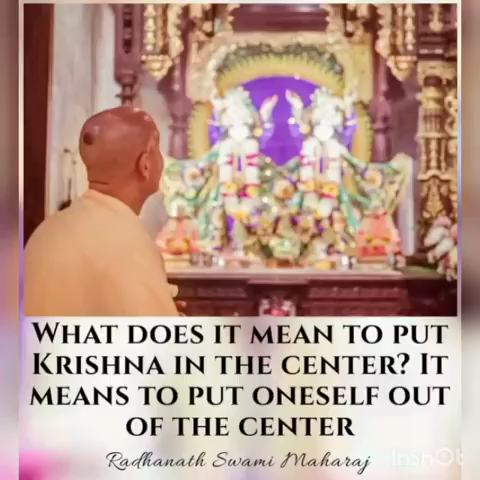 WHAT DOES IT MEAN TO PUT
KRISHNA IN THE CENTER? IT
MEANS TO PUT ONESELF OUT
OF THE CENTER
Radhanath Swami Maharaj
InShOt